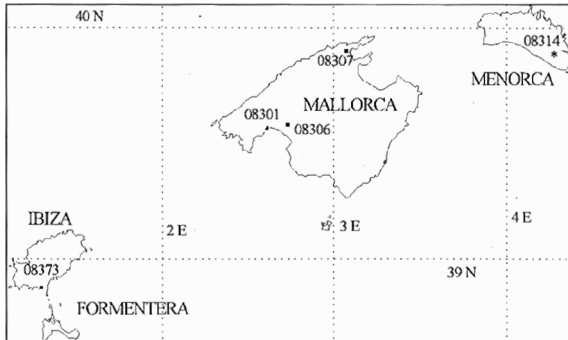 40 N
08314
08307
MENORCA
MALLORCA
08301
08306
IBIZA
2 E
3 E
4 E
08373
39 N
FORMENTERA